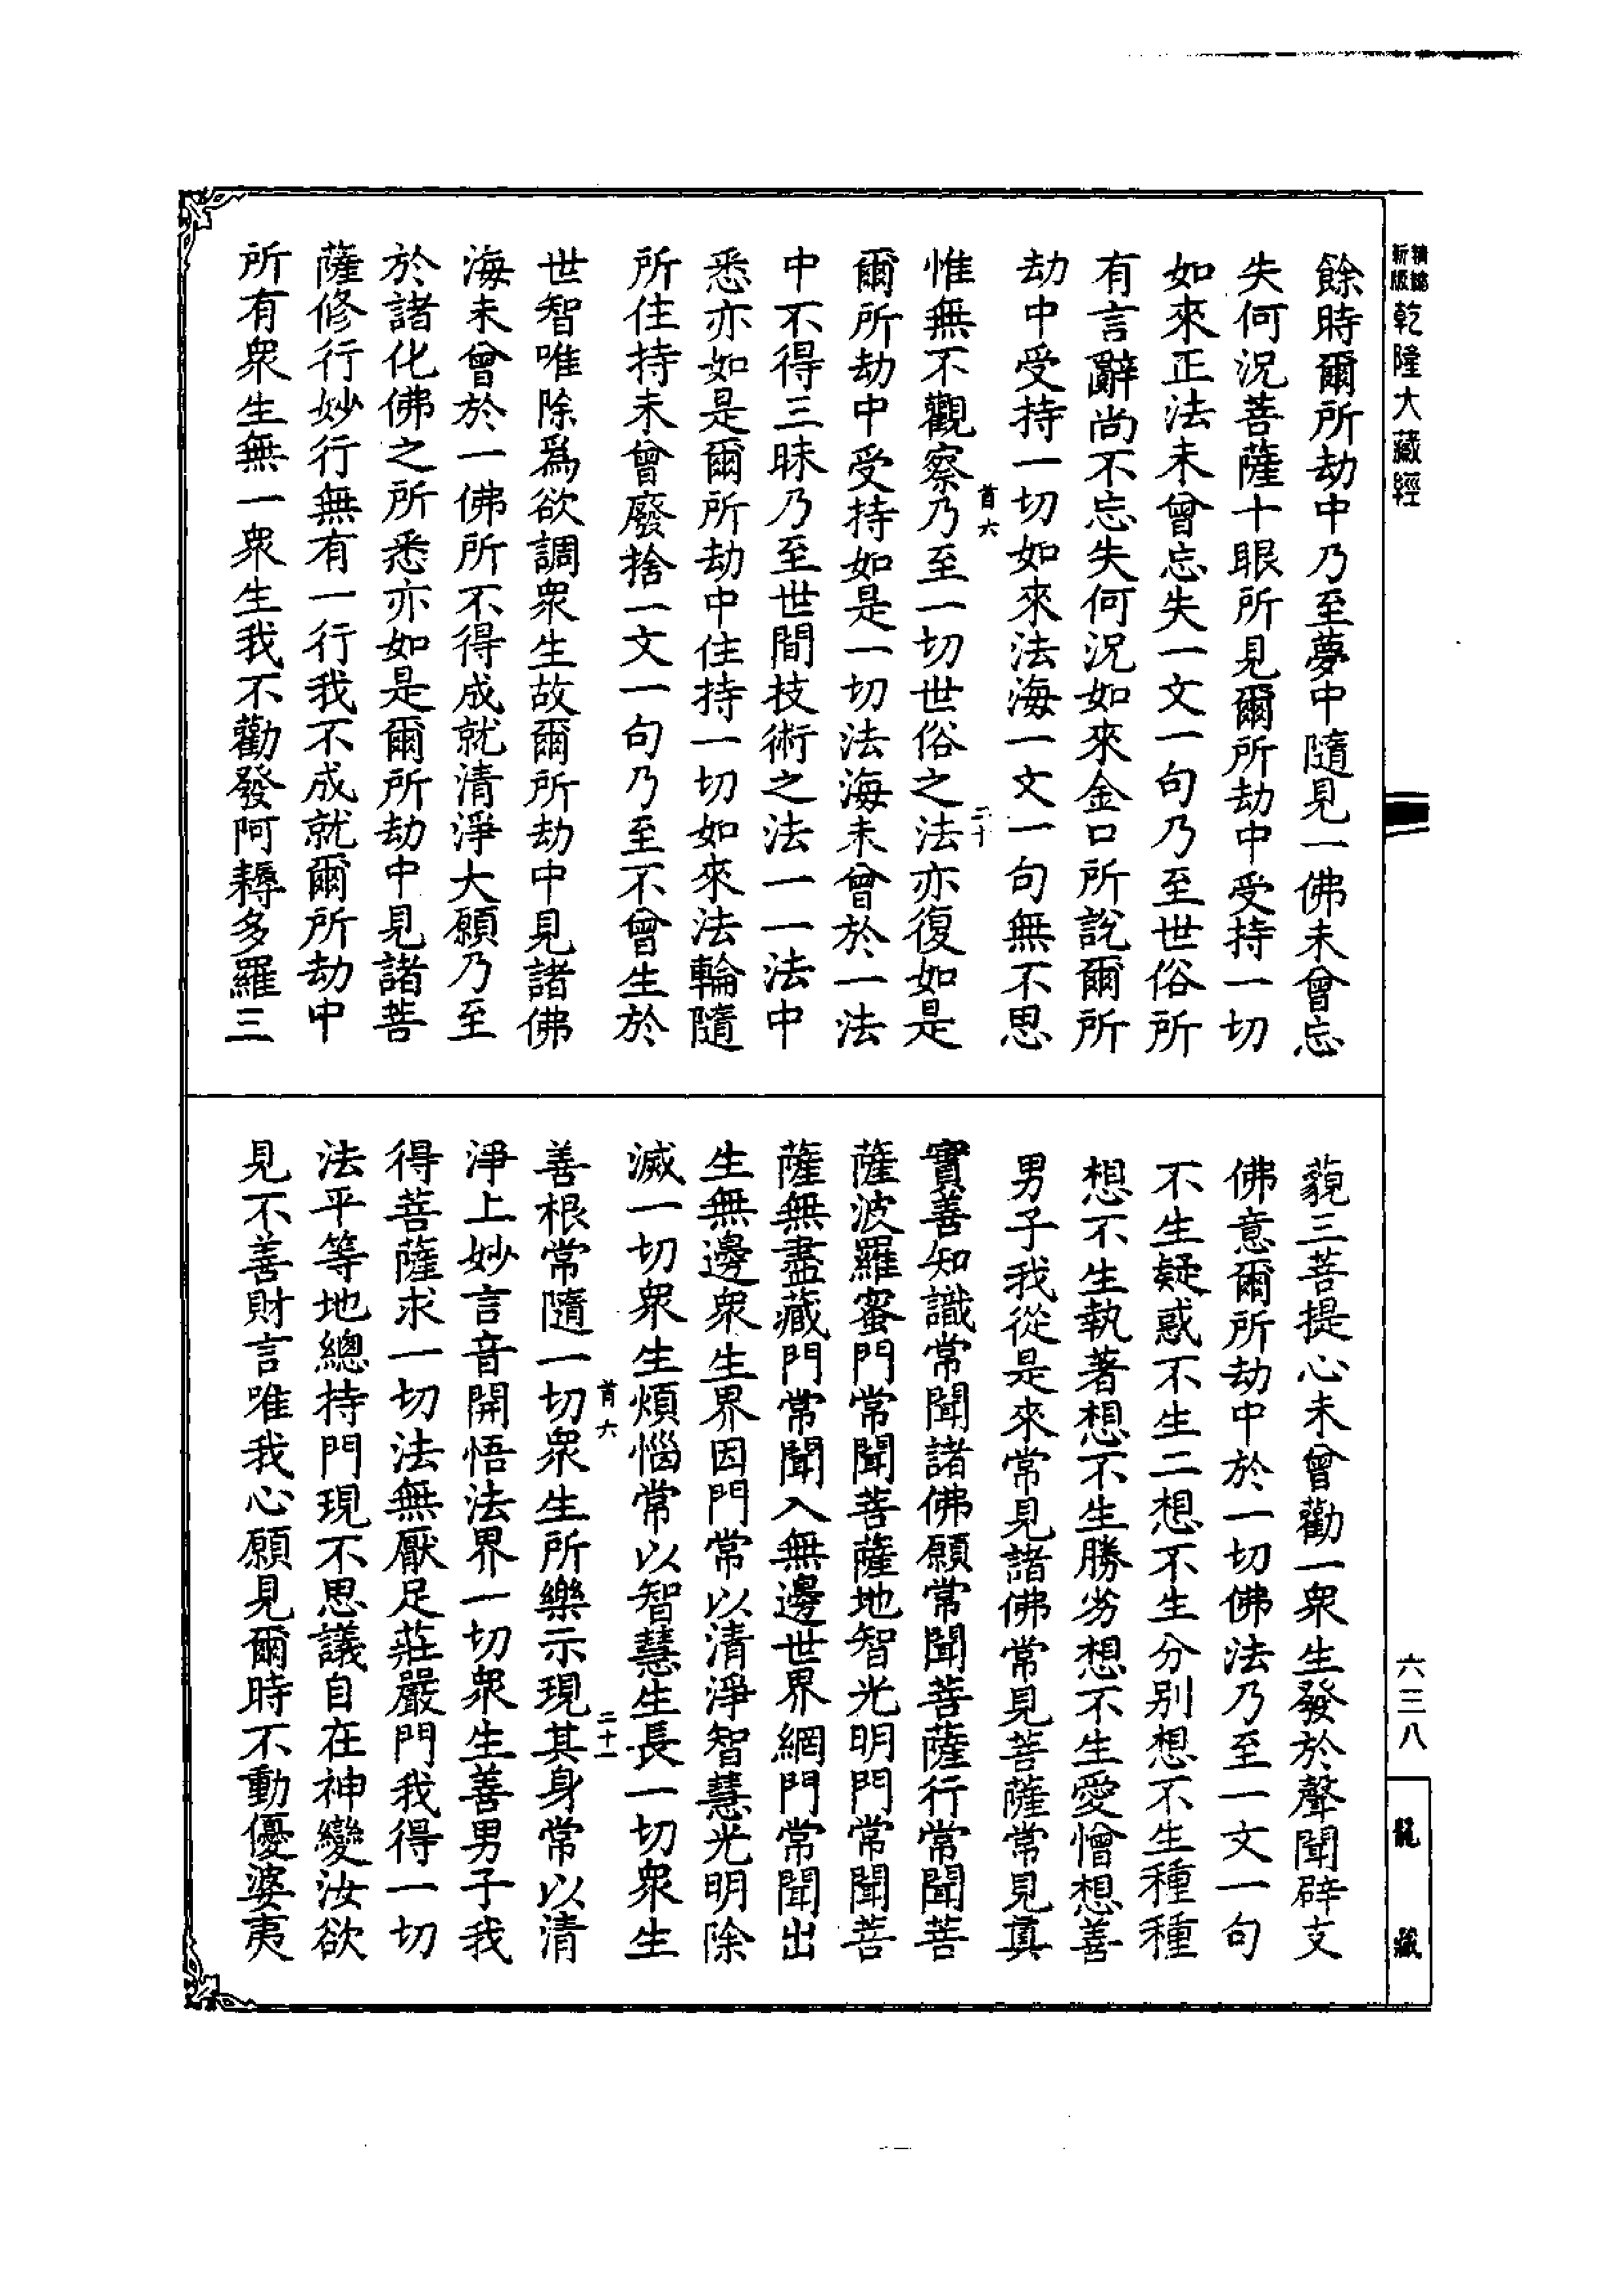 新版
乾隆大藏經
餘時爾所劫中乃至夢中隨見一佛未曾忘
失何況菩薩十眼所見爾所劫中受持一切
如來正法未曾忘失一文一句乃至世俗所
有言辭尚不忘失何況如來金口所說爾所
劫中受持一切如來法海一文一句無不思
首六
二十
惟無不觀察乃至一切世俗之法亦復如是
爾所劫中受持如是一切法海未曾於一法
中不得三昧乃至世間技術之法一一法中
悉亦如是爾所劫中住持一切如來法輪隨
所住持未曾廢捨一文一句乃至不曾生於
世智唯除爲欲調衆生故爾所劫中見諸佛
海未曾於一佛所不得成就清淨大願乃至
於諸化佛之所悉亦如是爾所劫中見諸菩
薩修行妙行無有一行我不成就爾所劫中
所有衆生無一衆生我不勸發阿耨多羅三
藐三菩提心未曾勸一衆生發於聲聞辟支
佛意爾所劫中於一切佛法乃至一文一句
不生疑惑不生二想不生分別想不生種種
想不生執著想不生勝劣想不生愛憎想善
男子我從是來常見諸佛常見菩薩常見真
實善知識常聞諸佛願常聞菩薩行常聞菩
薩波羅蜜門常聞菩薩地智光明門常聞菩
薩無盡藏門常聞入無邊世界網門常聞出
生無邊衆生界因門常以清淨智慧光明除
滅一切衆生煩惱常以智慧生長一切衆生
首六
二十一
善根常隨一切衆生所樂示現其身常以清
淨上妙言音開悟法界一切衆生善男子我
得菩薩求一切法無厭足莊嚴門我得一切
法平等地總持門現不思議自在神變汝欲
見不善財言唯我心願見爾時不動優婆夷
六三八
龍藏